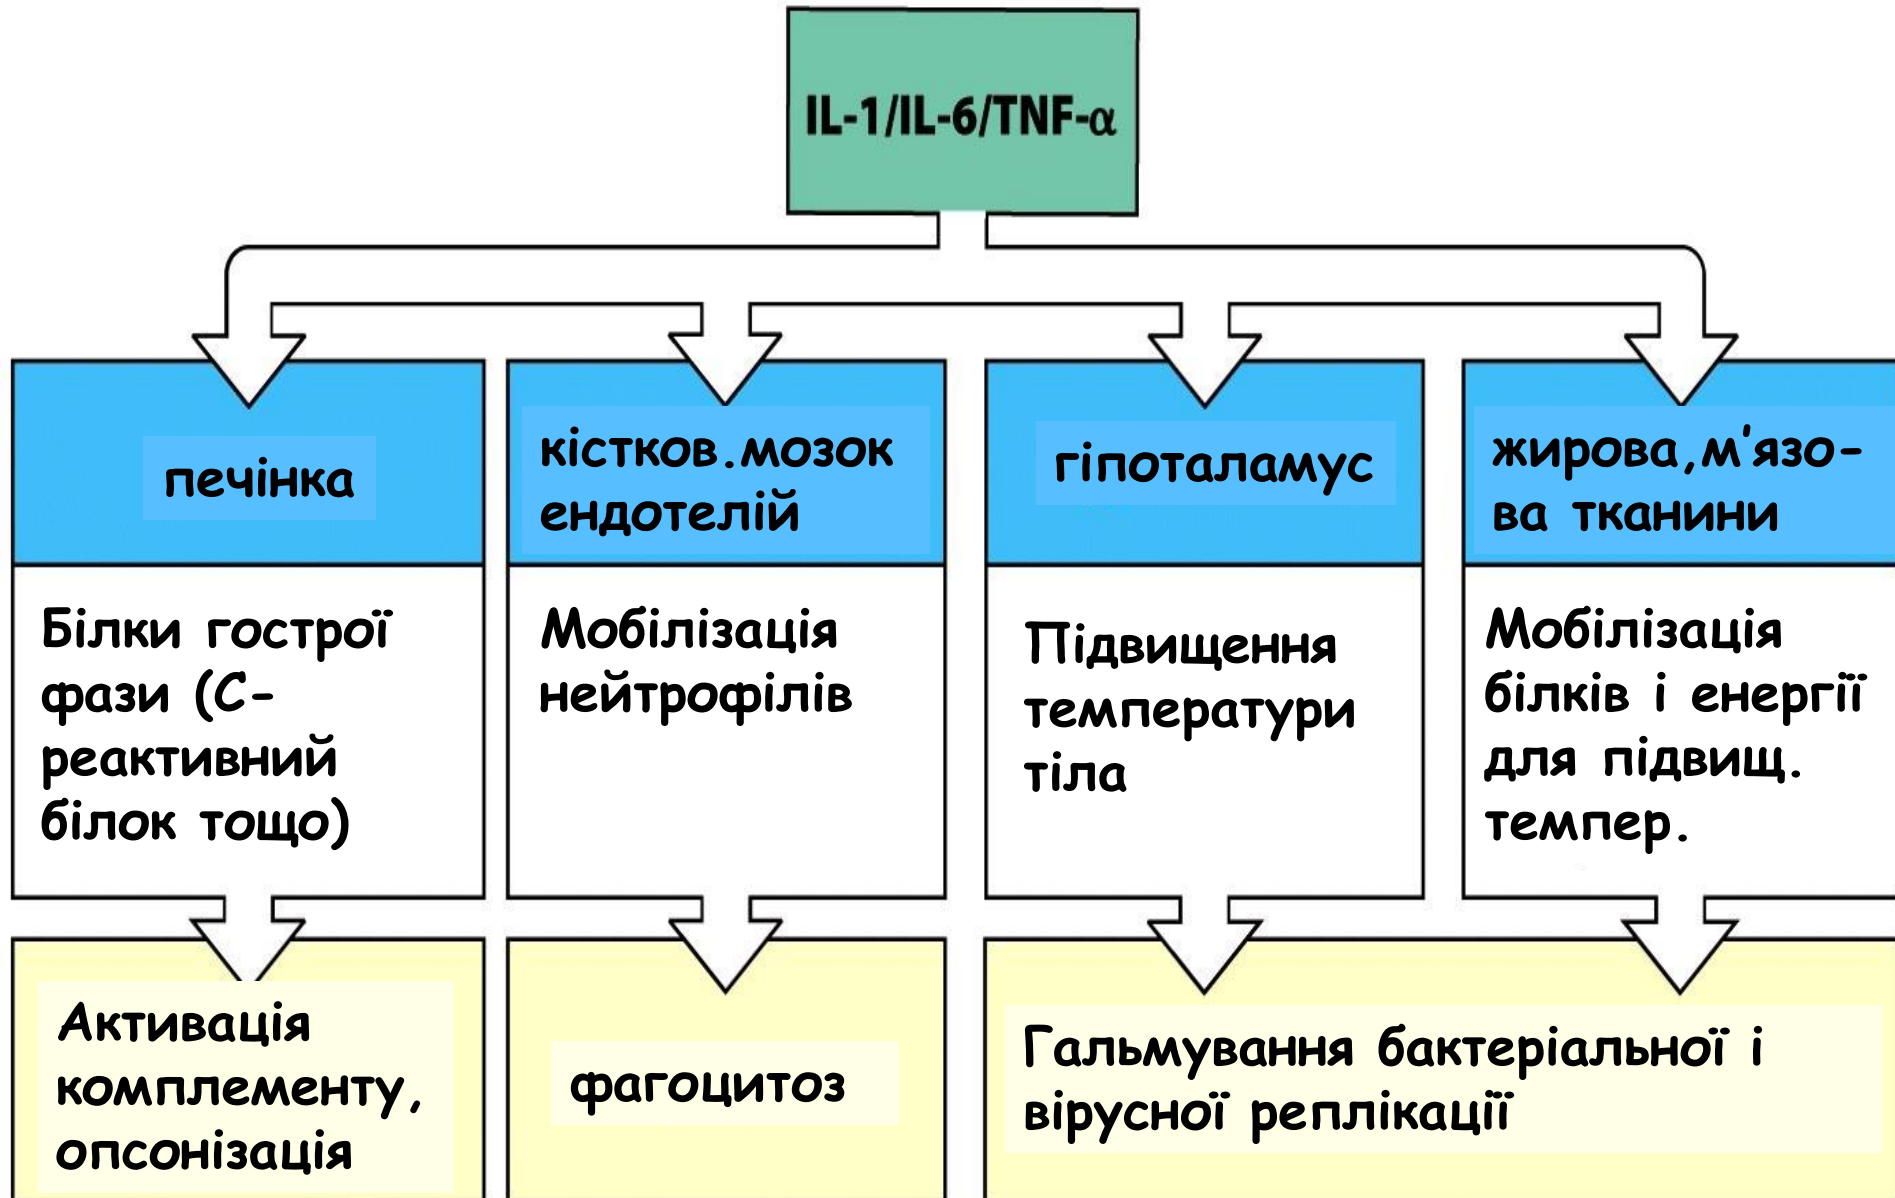 IL-1/IL-6/TNF-α
печінка
кістков.мозок
ендотелій
гіпоталамус
жирова,м'язо-
ва тканини
Білки гострої
фази (С-
реактивний
білок тощо)
Мобілізація
нейтрофілів
Підвищення
температури
тіла
Мобілізація
білків і енергії
для підвищ.
темпер.
Активація
комплементу,
опсонізація
фагоцитоз
Гальмування бактеріальної і
вірусної реплікації